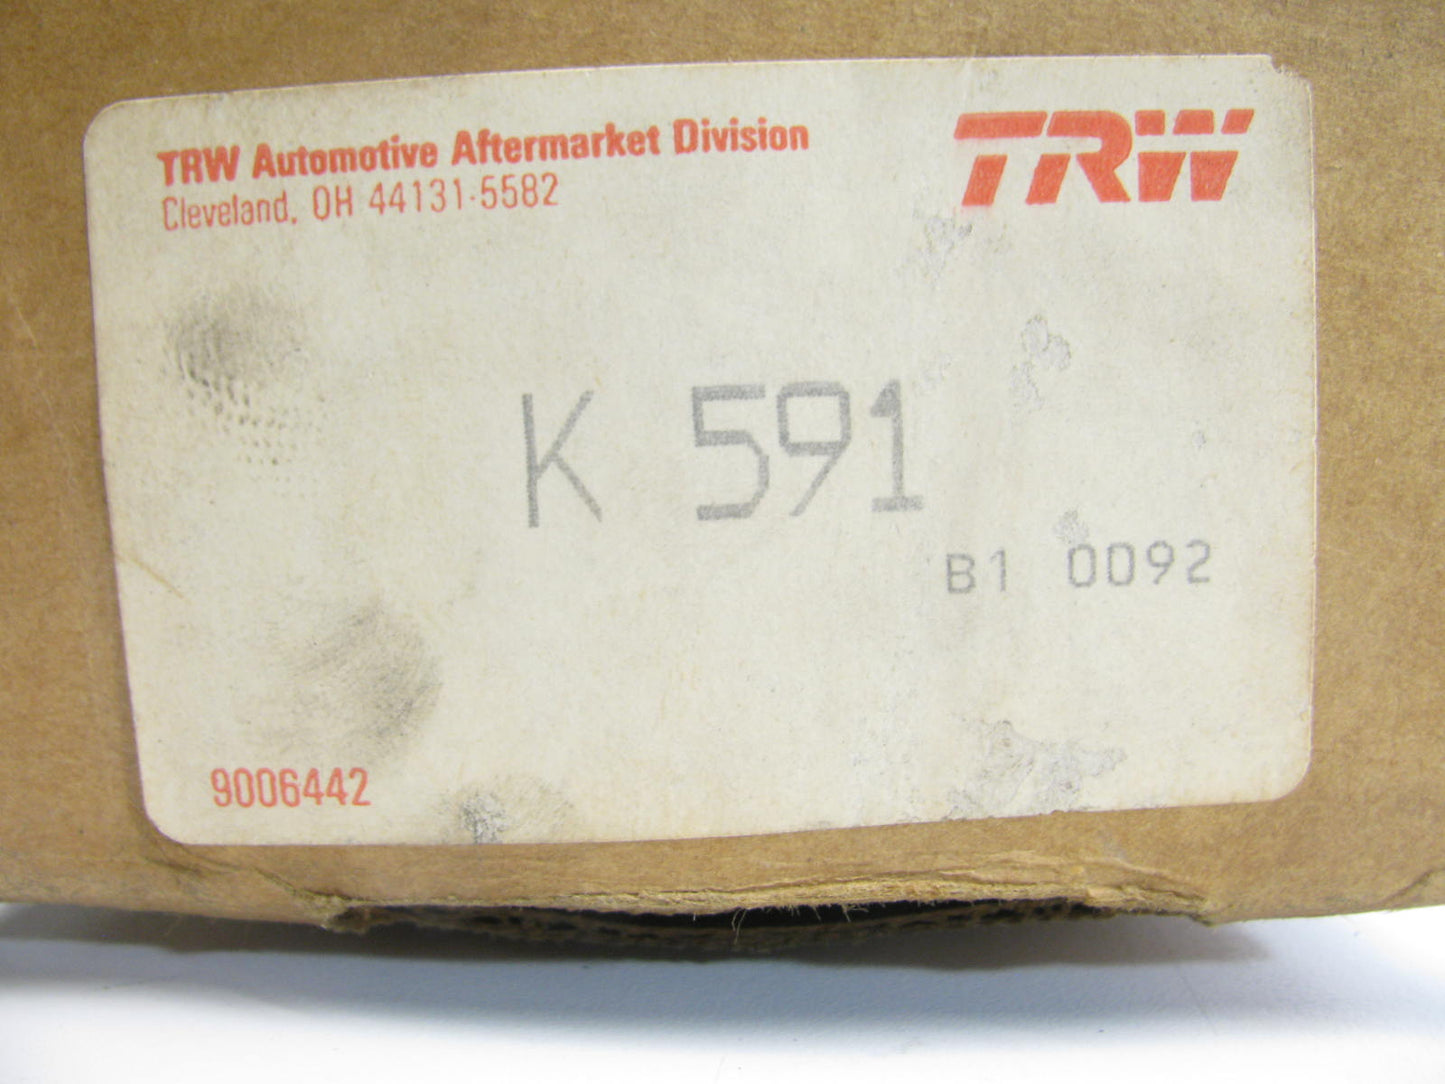 TRW Automotive Aftermarket Division
Cleveland, OH 44131-5582
TRW
K 591
B1 0092
9006442